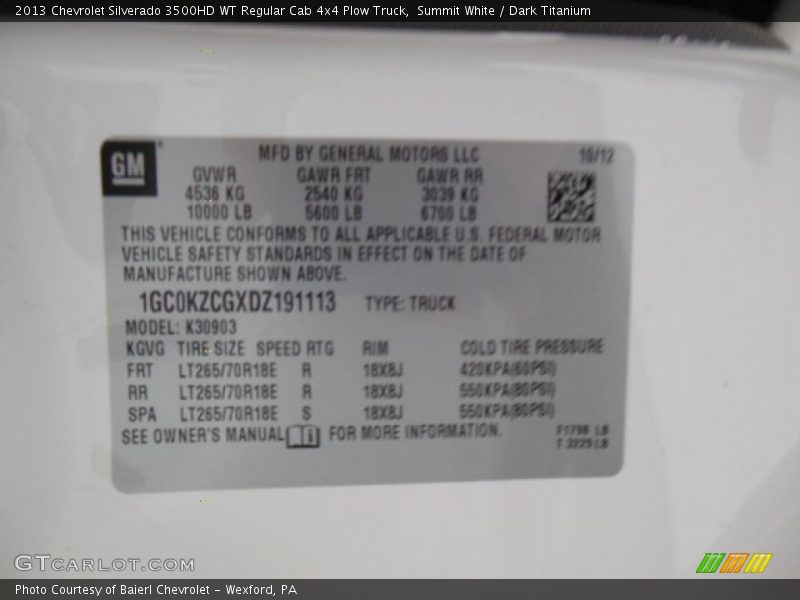 2013 Chevrolet Silverado 3500HD WT Regular Cab 4x4 Plow Truck, Summit White / Dark Titanium
GM
MFD BY GENERAL MOTORS LLC 10/12
GVWR GAWR FRT GAWR RR
4536 KG 2540 KG 3039 KG
10000 LB 5600 LB 6700 LB
THIS VEHICLE CONFORMS TO ALL APPLICABLE U.S. FEDERAL MOTOR
VEHICLE SAFETY STANDARDS IN EFFECT ON THE DATE OF
MANUFACTURE SHOWN ABOVE.
1GC0KZCGXDZ191113 TYPE: TRUCK
MODEL: K30903
KGVG TIRE SIZE SPEED RTG RIM COLD TIRE PRESSURE
FRT LT265/70R18E R 18X8J 420KPA(60PSI)
RR LT265/70R18E R 18X8J 550KPA(80PSI)
SPA LT265/70R18E S 18X8J 550KPA(80PSI)
SEE OWNER'S MANUAL FOR MORE INFORMATION.
GTCarLot.com
Photo Courtesy of Baierl Chevrolet - Wexford, PA